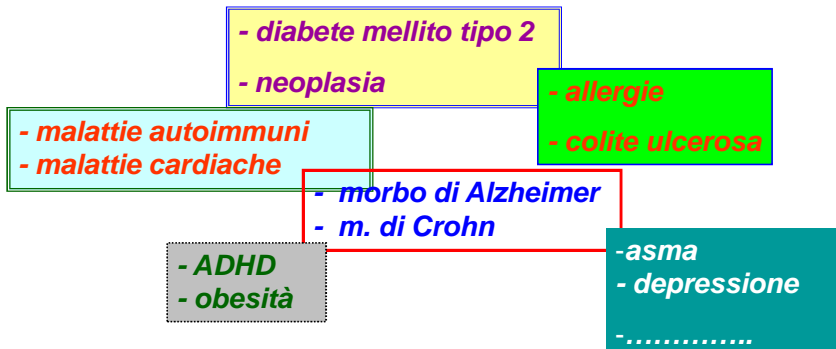 - diabete mellito tipo 2
- neoplasia
- allergie
- colite ulcerosa
- malattie autoimmuni
- malattie cardiache
- morbo di Alzheimer
- m. di Crohn
- ADHD
- obesità
-asma
- depressione
-…………..